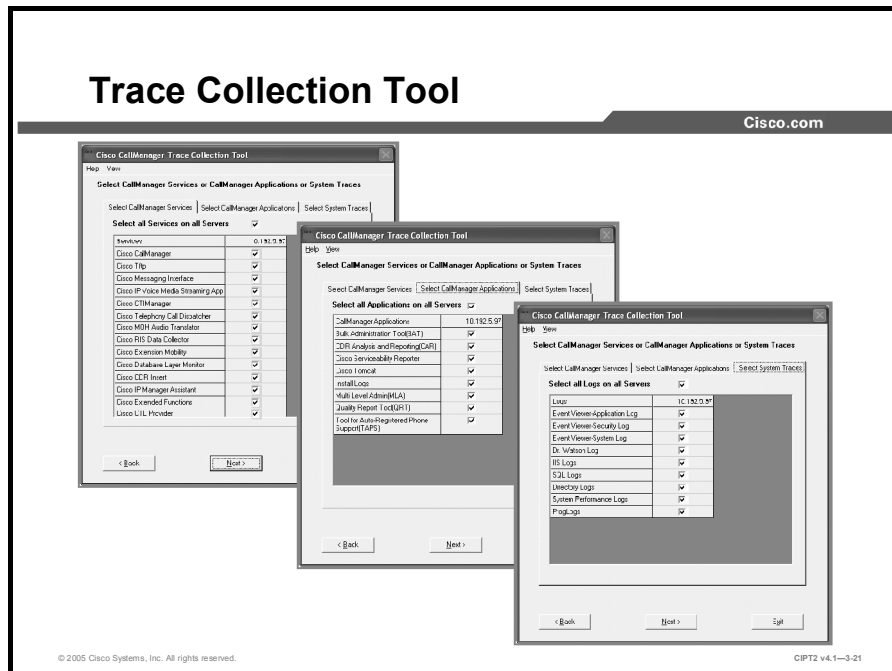 Trace Collection Tool
Cisco.com
Cisco CallManager Trace Collection Tool
Help View
Select CallManager Services or CallManager Applications or System Traces
Select CallManager Services Select CallManager Applications Select System Traces
Select all Services on all Servers
Services
Cisco CallManager
Cisco Tftp
Cisco Messaging Interface
Cisco IP Voice Media Streaming App
Cisco CTIManager
Cisco Telephony Call Dispatcher
Cisco MOH Audio Translator
Cisco RIS Data Collector
Cisco Extension Mobility
Cisco Database Layer Monitor
Cisco CDR Insert
Cisco IP Manager Assistant
Cisco Extended Functions
Cisco CTL Provider
< Back Next >
Cisco CallManager Trace Collection Tool
Help View
Select CallManager Services or CallManager Applications or System Traces
Select CallManager Services Select CallManager Applications Select System Traces
Select all Applications on all Servers
CallManager Applications 10.192.5.97
Bulk Administration Tool(BAT)
CDR Analysis and Reporting(CAR)
Cisco Serviceability Reporter
Cisco Tomcat
Install Logs
Multi Level Admin(MLA)
Quality Report Tool(QRT)
Tool for Auto-Registered Phone
Support(TAPS)
< Back Next >
Cisco CallManager Trace Collection Tool
Help View
Select CallManager Services or CallManager Applications or System Traces
Select CallManager Services Select CallManager Applications Select System Traces
Select all Logs on all Servers
Logs 10.192.5.97
Event Viewer-Application Log
Event Viewer-Security Log
Event Viewer-System Log
Dr. Watson Log
IIS Logs
SQL Logs
Directory Logs
System Performance Logs
ProgLogs
< Back Next > Exit
© 2005 Cisco Systems, Inc. All rights reserved.
CIPT2 v4.1—3-21